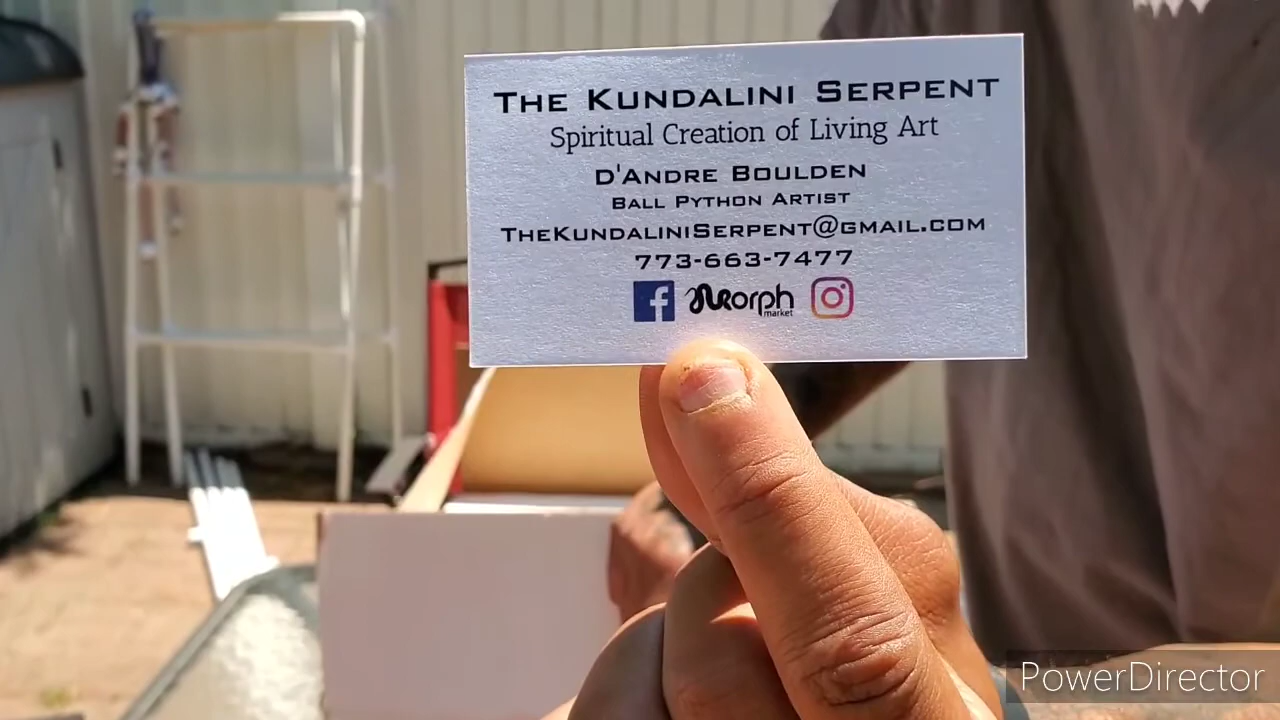 THE KUNDALINI SERPENT
Spiritual Creation of Living Art
D'ANDRE BOULDEN
BALL PYTHON ARTIST
THEKUNDALINISERPENT@GMAIL.COM
773-663-7477
f Morph market
PowerDirector